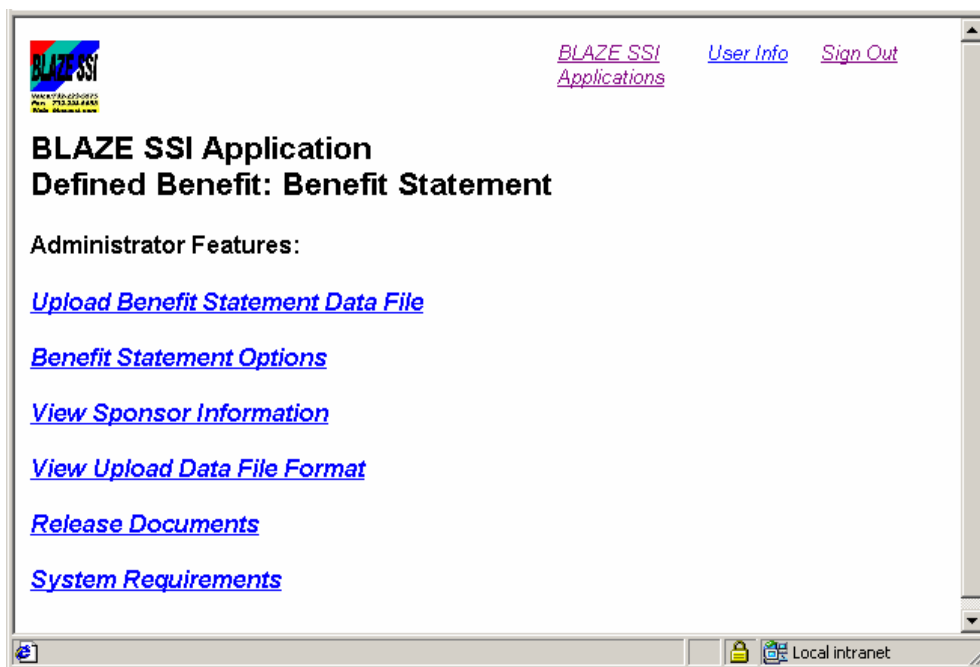 BLAZE SSI
BLAZE SSI User Info Sign Out
Applications
BLAZE SSI Application
Defined Benefit: Benefit Statement
Administrator Features:
Upload Benefit Statement Data File
Benefit Statement Options
View Sponsor Information
View Upload Data File Format
Release Documents
System Requirements
Local intranet